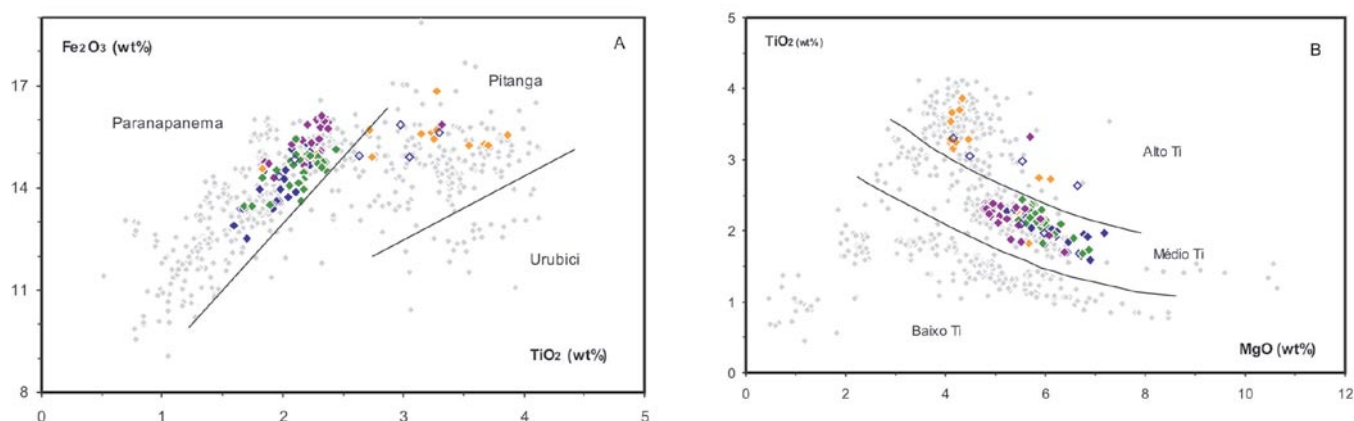 Fe2O3 (wt%)
A
17
Pitanga
Paranapanema
14
11
Urubici
TiO2 (wt%)
8
0
1
2
3
4
5
5
TiO2 (wt%)
B
4
Alto Ti
3
2
Médio Ti
1
Baixo Ti
MgO (wt%)
0
0
2
4
6
8
10
12